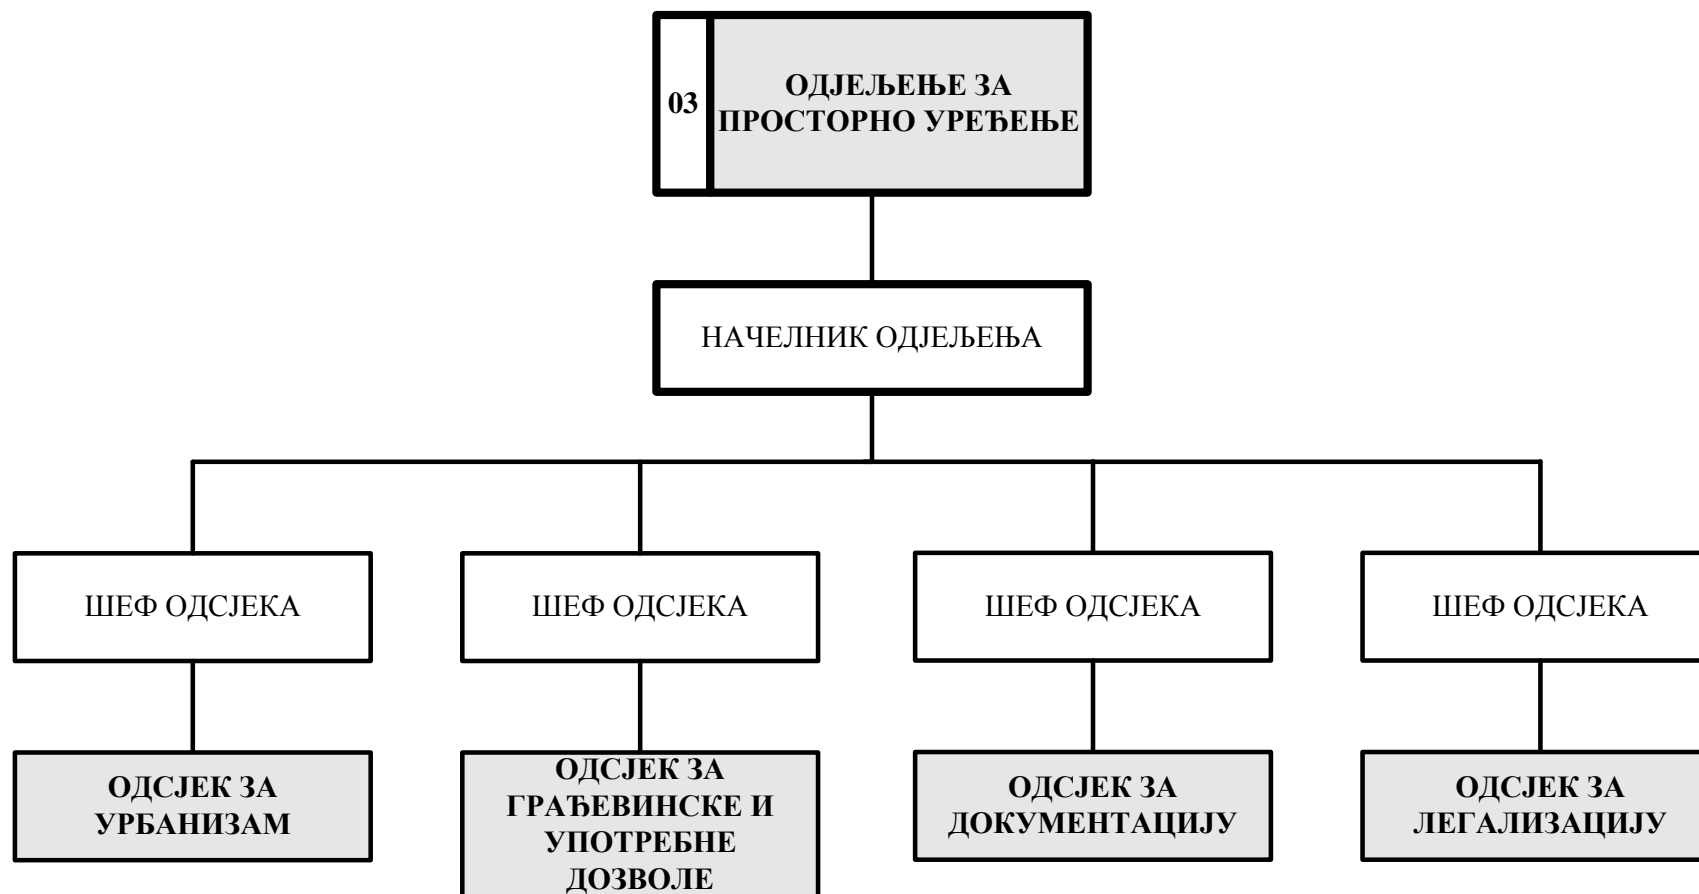 03
ОДЈЕЉЕЊЕ ЗА
ПРОСТОРНО УРЕЂЕЊЕ
НАЧЕЛНИК ОДЈЕЉЕЊА
ШЕФ ОДСЈЕКА
ШЕФ ОДСЈЕКА
ШЕФ ОДСЈЕКА
ШЕФ ОДСЈЕКА
ОДСЈЕК ЗА
УРБАНИЗАМ
ОДСЈЕК ЗА
ГРАЂЕВИНСКЕ И
УПОТРЕБНЕ
ДОЗВОЛЕ
ОДСЈЕК ЗА
ДОКУМЕНТАЦИЈУ
ОДСЈЕК ЗА
ЛЕГАЛИЗАЦИЈУ